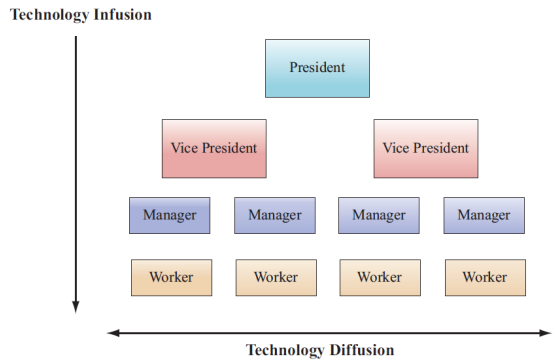 Technology Infusion
President
Vice President Vice President
Manager Manager Manager Manager
Worker Worker Worker Worker
Technology Diffusion